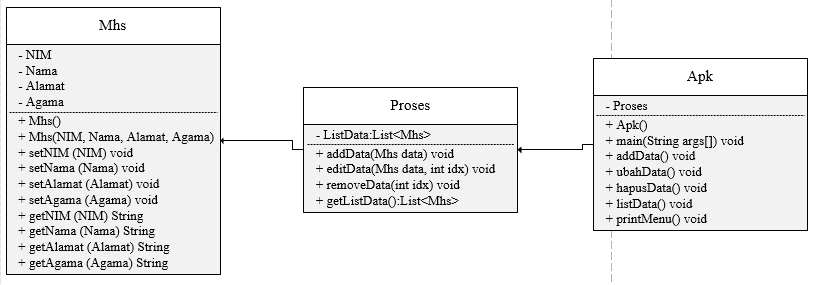 Mhs
- NIM
- Nama
- Alamat
- Agama
+ Mhs()
+ Mhs(NIM, Nama, Alamat, Agama)
+ setNIM (NIM) void
+ setNama (Nama) void
+ setAlamat (Alamat) void
+ setAgama (Agama) void
+ getNIM (NIM) String
+ getNama (Nama) String
+ getAlamat (Alamat) String
+ getAgama (Agama) String
Proses
- ListData:List<Mhs>
+ addData(Mhs data) void
+ editData(Mhs data, int idx) void
+ removeData(int idx) void
+ getListData():List<Mhs>
Apk
- Proses
+ Apk()
+ main(String args[]) void
+ addData() void
+ ubahData() void
+ hapusData() void
+ listData() void
+ printMenu() void